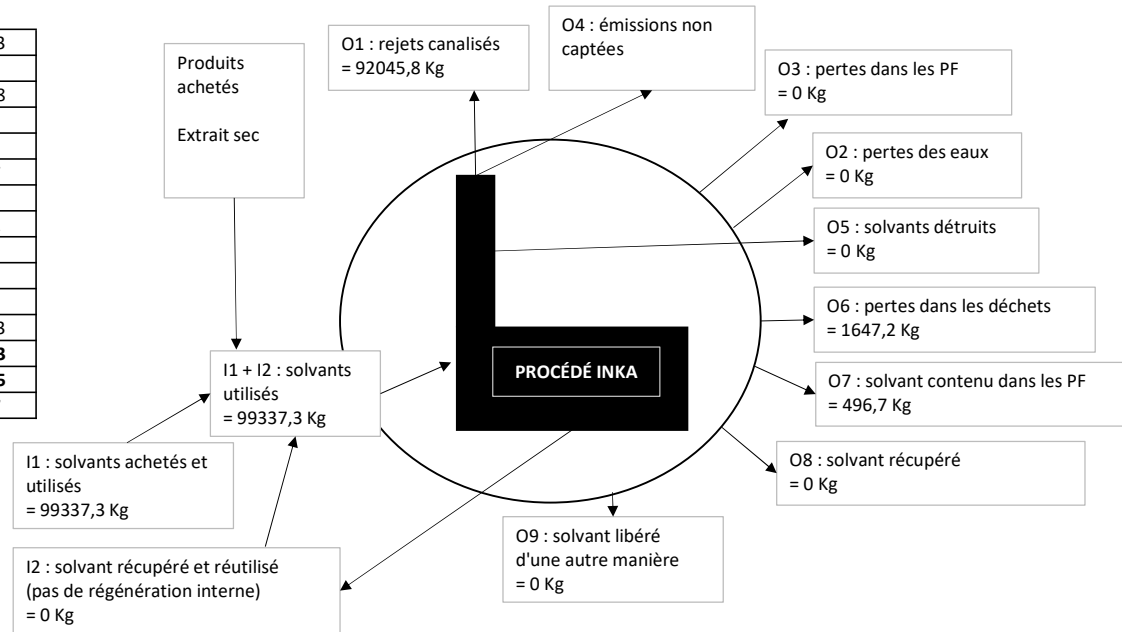 Produits
achetés
Extrait sec
O1 : rejets canalisés
= 92045,8 Kg
O4 : émissions non
captées
O3 : pertes dans les PF
= 0 Kg
O2 : pertes des eaux
= 0 Kg
O5 : solvants détruits
= 0 Kg
O6 : pertes dans les déchets
= 1647,2 Kg
O7 : solvant contenu dans les PF
= 496,7 Kg
O8 : solvant récupéré
= 0 Kg
O9 : solvant libéré
d'une autre manière
= 0 Kg
PROCÉDÉ INKA
I1 + I2 : solvants
utilisés
= 99337,3 Kg
I1 : solvants achetés et
utilisés
= 99337,3 Kg
I2 : solvant récupéré et réutilisé
(pas de régénération interne)
= 0 Kg